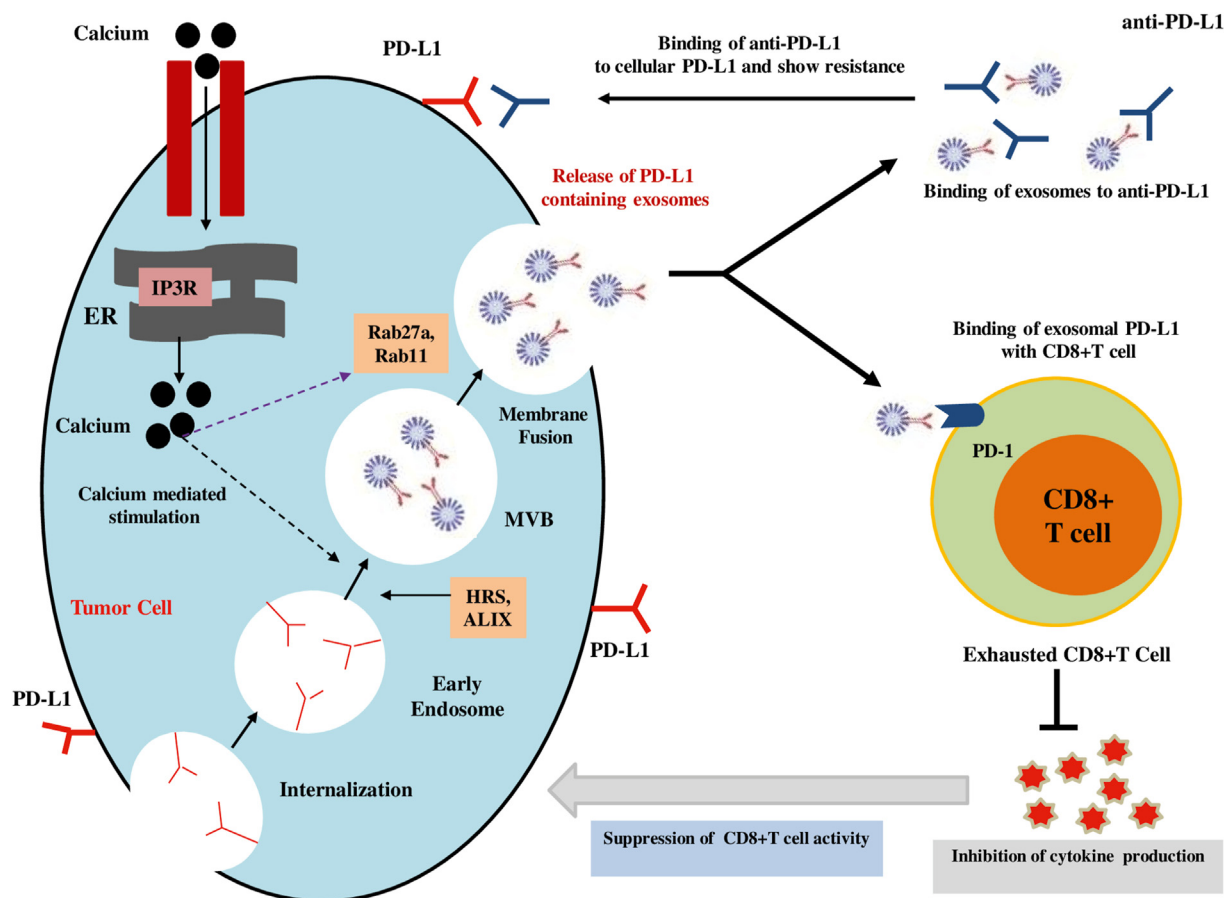 Calcium
PD-L1
Binding of anti-PD-L1
to cellular PD-L1 and show resistance
anti-PD-L1
Release of PD-L1
containing exosomes
Binding of exosomes to anti-PD-L1
IP3R
ER
Rab27a,
Rab11
Calcium
Membrane
Fusion
Binding of exosomal PD-L1
with CD8+T cell
PD-1
CD8+
T cell
Calcium mediated
stimulation
MVB
Tumor Cell
HRS,
ALIX
PD-L1
Exhausted CD8+T Cell
Early
Endosome
PD-L1
Internalization
Suppression of CD8+T cell activity
Inhibition of cytokine production